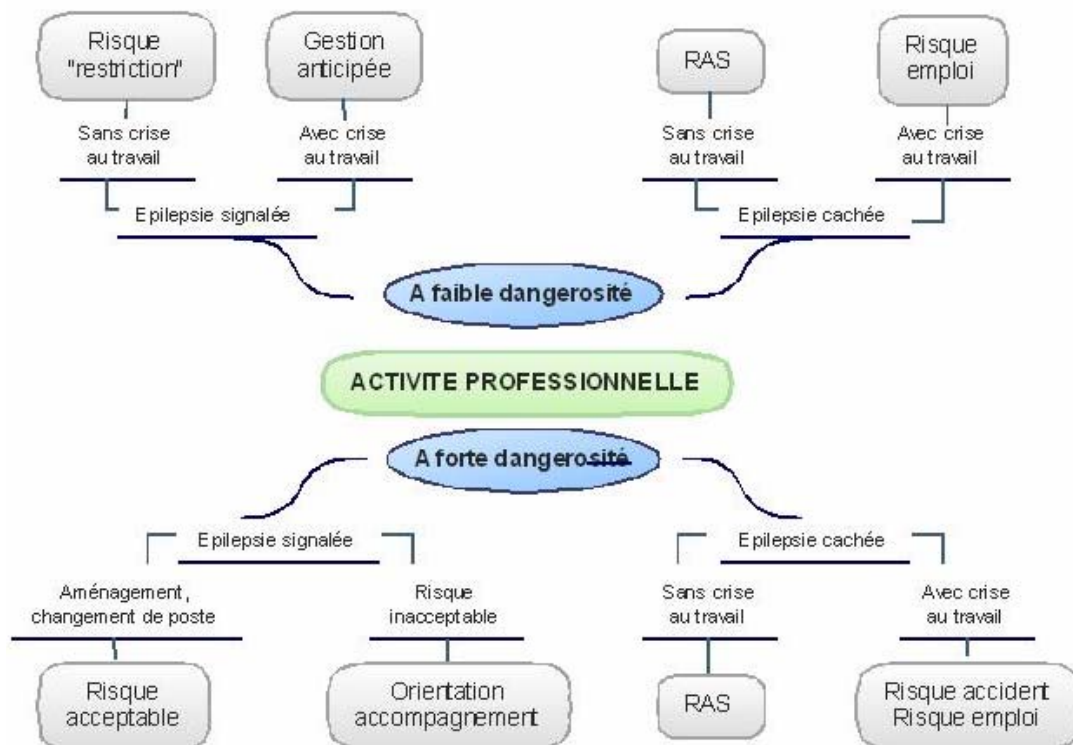 Risque
"restriction"
Gestion
anticipée
RAS
Risque
emploi
Sans crise
au travail
Avec crise
au travail
Sans crise
au travail
Avec crise
au travail
Epilepsie signalée
Epilepsie cachée
A faible dangerosité
ACTIVITE PROFESSIONNELLE
A forte dangerosité
Epilepsie signalée
Epilepsie cachée
Aménagement,
changement de poste
Risque
inacceptable
Sans crise
au travail
Avec crise
au travail
Risque
acceptable
Orientation
accompagnement
RAS
Risque accident
Risque emploi